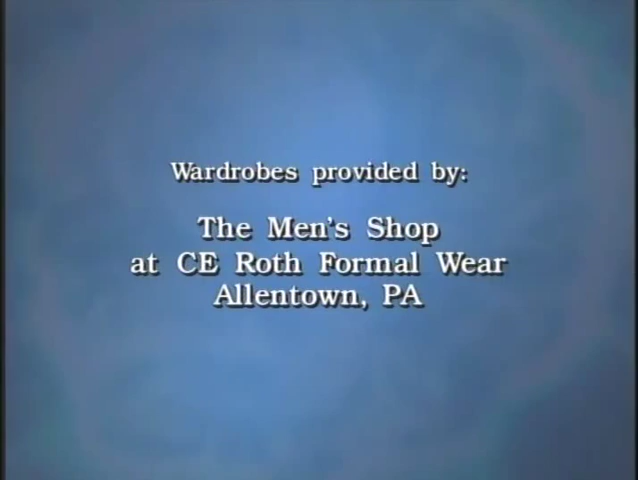 Wardrobes provided by:
The Men's Shop
at CE Roth Formal Wear
Allentown, PA